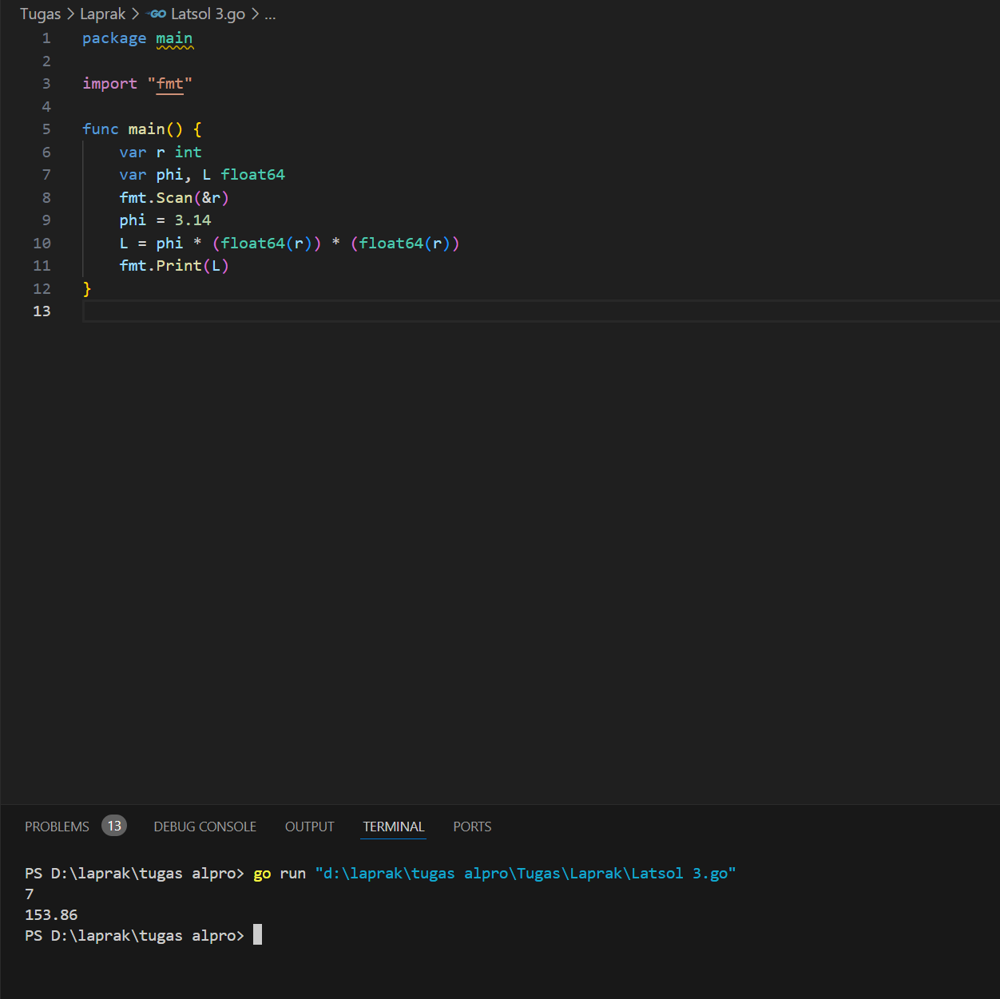 Tugas > Laprak > GO Latsol 3.go > ...
1 package main
2
3 import "fmt"
4
5 func main() {
6     var r int
7     var phi, L float64
8     fmt.Scan(&r)
9     phi = 3.14
10     L = phi * (float64(r)) * (float64(r))
11     fmt.Print(L)
12 }
13
PROBLEMS 13 DEBUG CONSOLE OUTPUT TERMINAL PORTS
PS D:\laprak\tugas alpro> go run "d:\laprak\tugas alpro\Tugas\Laprak\Latsol 3.go"
7
153.86
PS D:\laprak\tugas alpro>